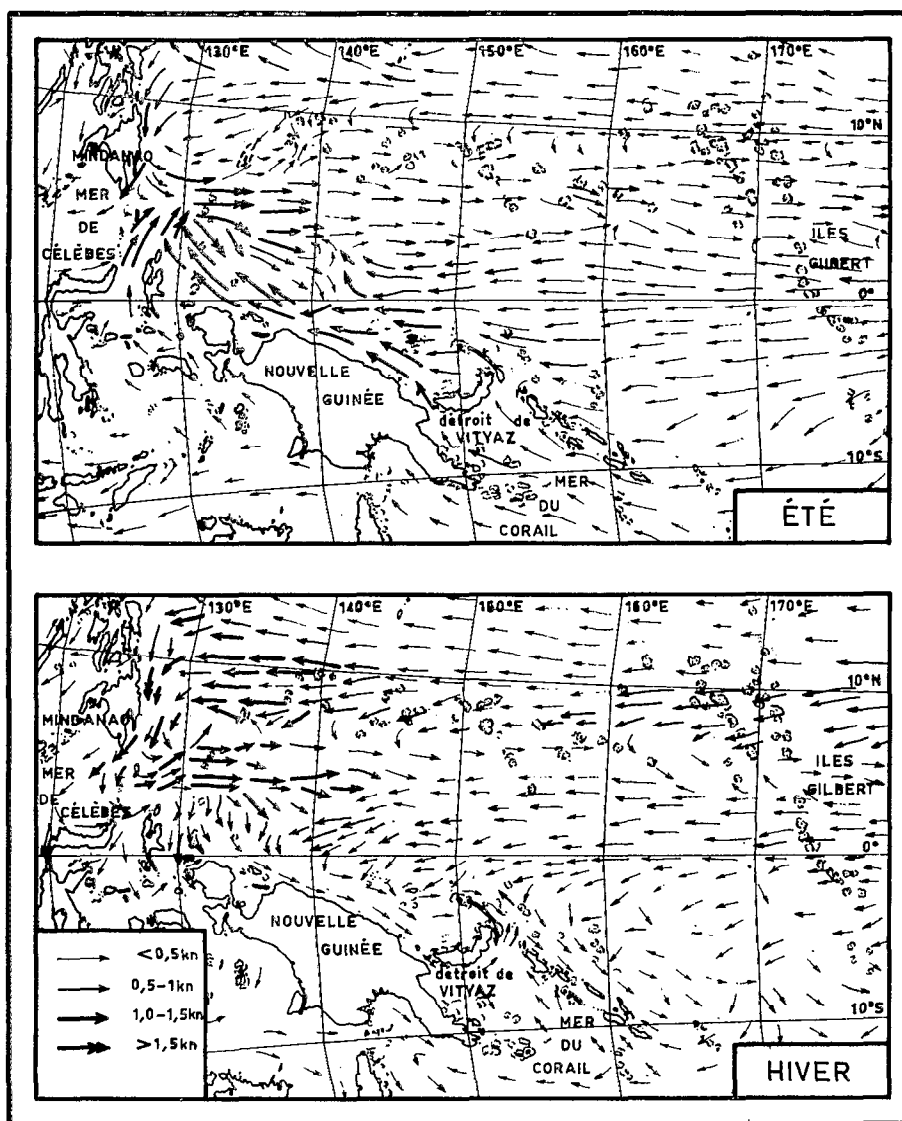 130°E 140°E 150°E 160°E 170°E
10°N
MINDANAO
MER
DE
CÉLÈBES
ILES
GILBERT
0°
NOUVELLE
GUINÉE
détroit de
VITYAZ
10°S
MER
DU
CORAIL
ÉTÉ
130°E 140°E 150°E 160°E 170°E
10°N
MINDANAO
MER
DE
CÉLÈBES
ILES
GILBERT
0°
NOUVELLE
GUINÉE
détroit de
VITYAZ
10°S
MER
DU
CORAIL
<0,5kn
0,5-1kn
1,0-1,5kn
>1,5kn
HIVER